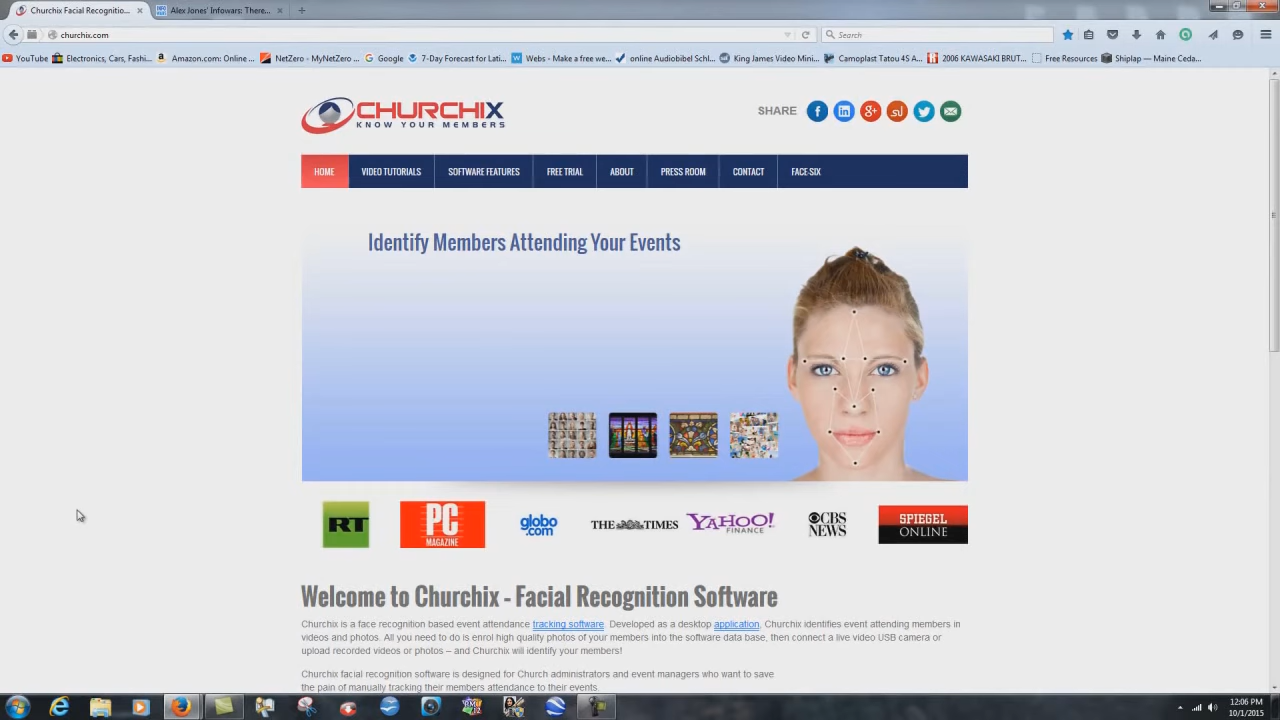 Churchix Facial Recognitio...
Alex Jones' Infowars: There...
churchix.com
Search
YouTube
Electronics, Cars, Fashi...
Amazon.com: Online ...
NetZero - MyNetZero ...
Google
7-Day Forecast for Lati...
Webs - Make a free we...
online Audiobibel Schl...
King James Video Mini...
Camoplast Tatou 4S A...
2006 KAWASAKI BRUT...
Free Resources
Shiplap — Maine Ceda...
CHURCHIX
KNOW YOUR MEMBERS
SHARE
HOME
VIDEO TUTORIALS
SOFTWARE FEATURES
FREE TRIAL
ABOUT
PRESS ROOM
CONTACT
FACE-SIX
Identify Members Attending Your Events
RT
PC
MAGAZINE
globo
.com
THE TIMES
YAHOO!
FINANCE
CBS
NEWS
SPIEGEL
ONLINE
Welcome to Churchix - Facial Recognition Software
Churchix is a face recognition based event attendance tracking software. Developed as a desktop application, Churchix identifies event attending members in
videos and photos. All you need to do is enrol high quality photos of your members into the software data base, then connect a live video USB camera or
upload recorded videos or photos – and Churchix will identify your members!
Churchix facial recognition software is designed for Church administrators and event managers who want to save
the pain of manually tracking their members attendance to their events.
12:06 PM
10/1/2015